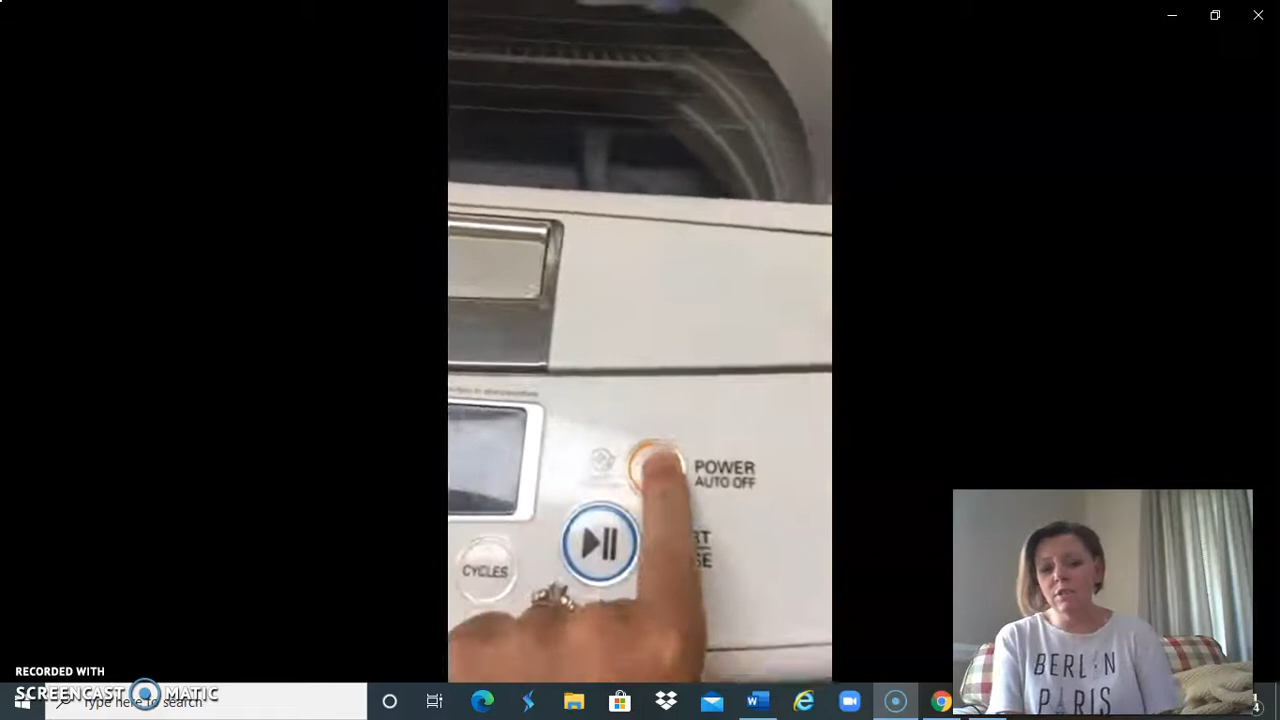 POWER
AUTO OFF
CYCLES
RECORDED WITH
SCREENCAST MATIC
Type here to search
BERLIN
PARIS